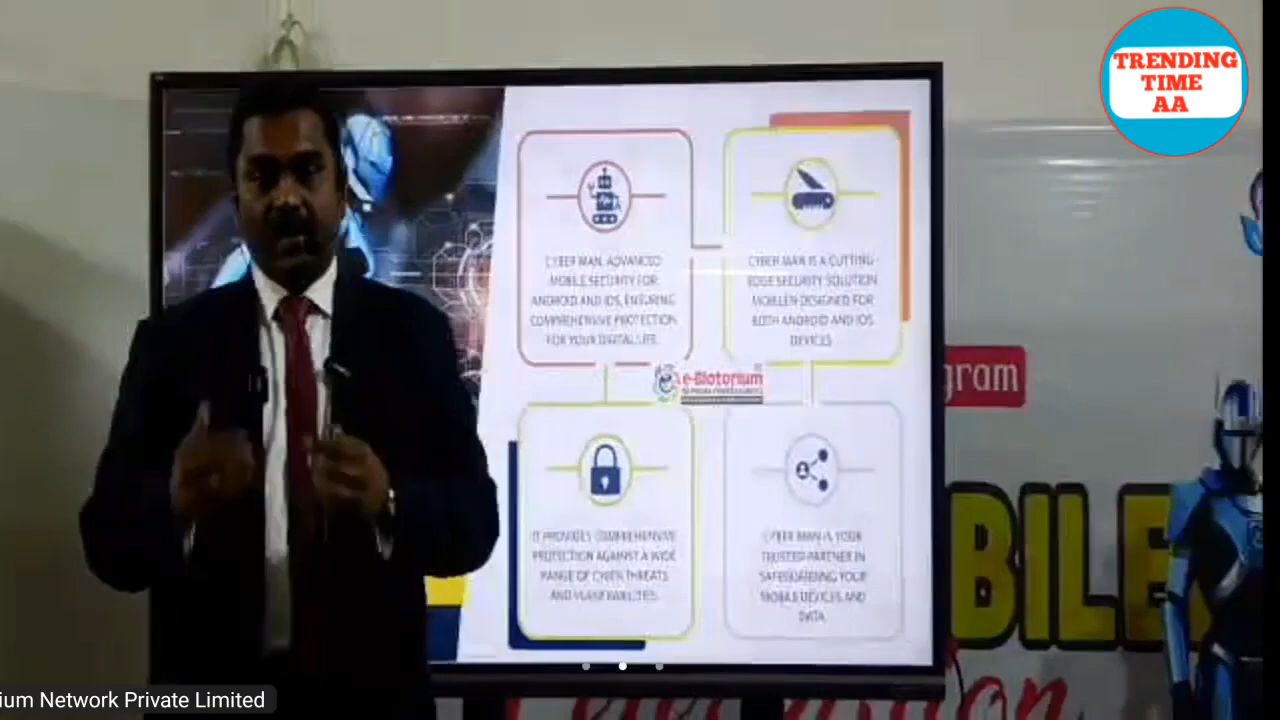 TRENDING
TIME
AA
CYBER MAN, ADVANCED
MOBILE SECURITY FOR
ANDROID AND IOS, ENSURING
COMPREHENSIVE PROTECTION
FOR YOUR DIGITAL LIFE.
CYBER MAN IS A CUTTING-
EDGE SECURITY SOLUTION
DESIGNED FOR
BOTH ANDROID AND IOS
DEVICES
e-Biotorium
gram
IT PROVIDES COMPREHENSIVE
PROTECTION AGAINST A WIDE
RANGE OF CYBER THREATS
AND VULNERABILITIES.
CYBER MAN IS YOUR
TRUSTED PARTNER IN
SAFEGUARDING YOUR
MOBILE DEVICES AND
DATA.
BILE
ium Network Private Limited